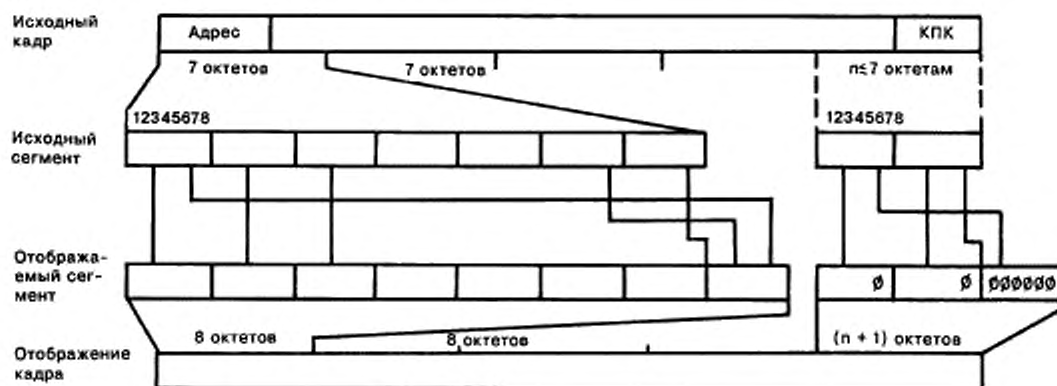 Исходный
кадр
Адрес
КПК
7 октетов
7 октетов
n≤7 октетам
12345678
12345678
Исходный
сегмент
Отобража-
емый сег-
мент
ø
ø
øøøøøø
8 октетов
8 октетов
(n + 1) октетов
Отображение
кадра